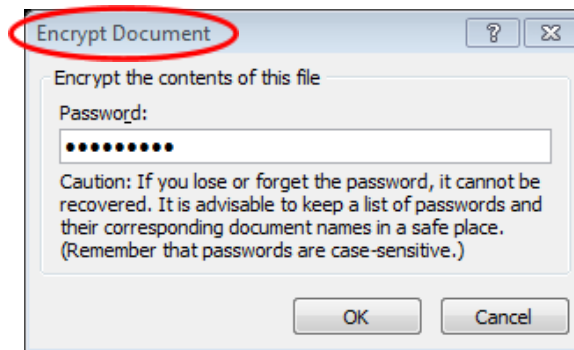 Encrypt Document
Encrypt the contents of this file
Password:
•••••••••
Caution: If you lose or forget the password, it cannot be
recovered. It is advisable to keep a list of passwords and
their corresponding document names in a safe place.
(Remember that passwords are case-sensitive.)
OK Cancel